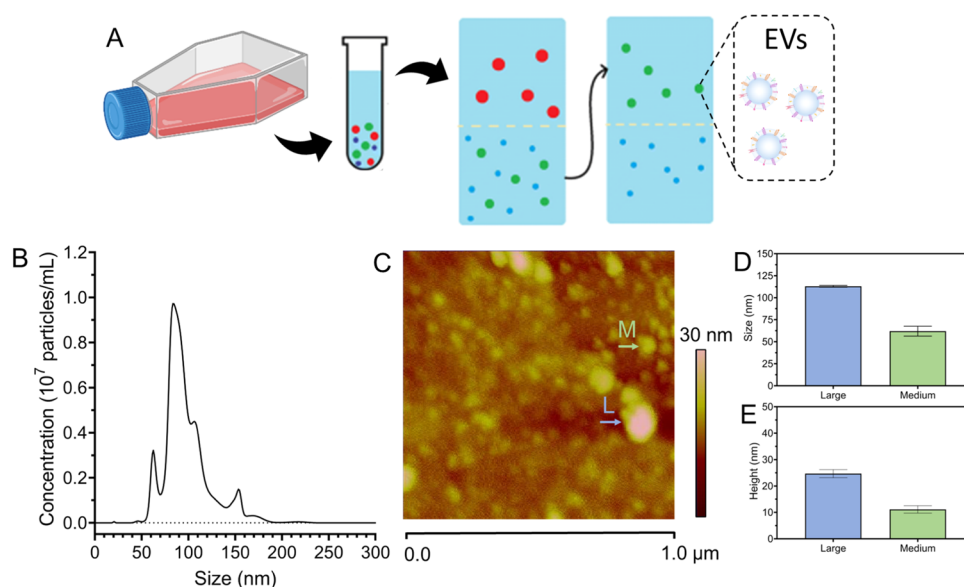 A
EVs
B
Concentration (10⁷ particles/mL)
1.2
1.0
0.8
0.6
0.4
0.2
0.0
0 50 100 150 200 250 300
Size (nm)
C
M
L
30 nm
0.0 1.0 µm
D
Size (nm)
150
125
100
75
50
25
0
Large Medium
E
Height (nm)
50
40
30
20
10
0
Large Medium